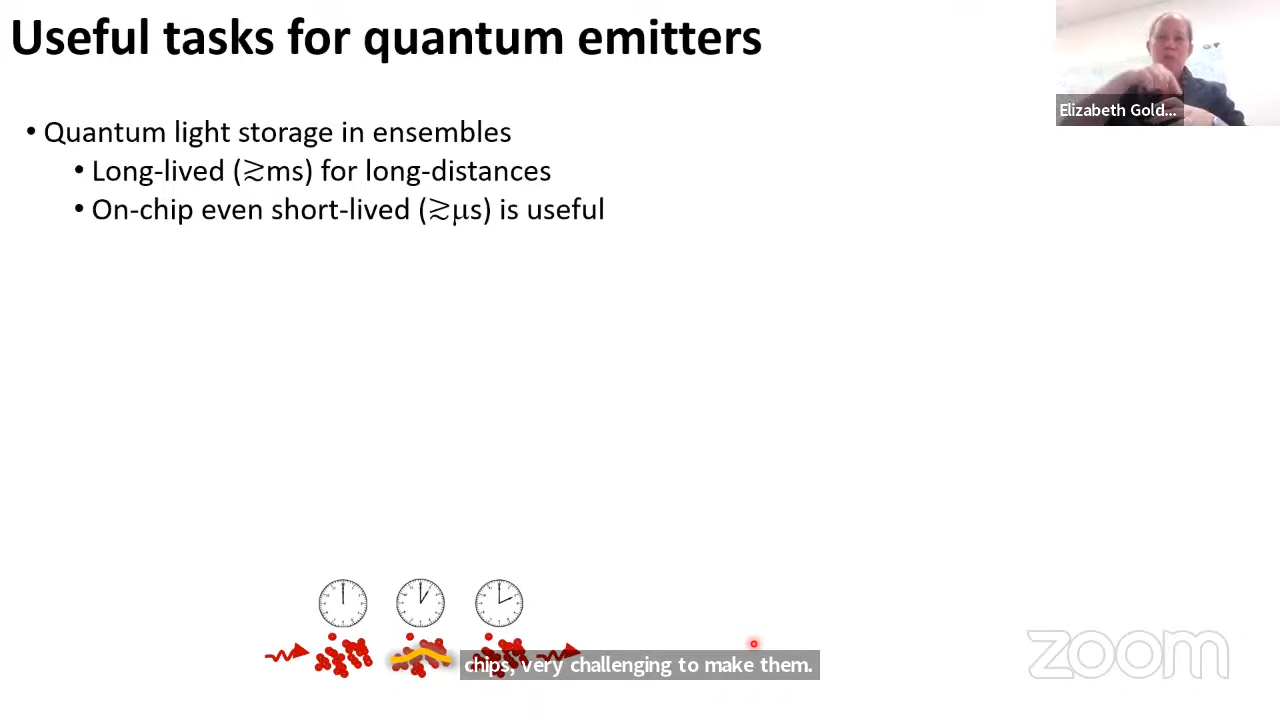 Useful tasks for quantum emitters
Elizabeth Gold...
• Quantum light storage in ensembles
• Long-lived (≳ms) for long-distances
• On-chip even short-lived (≳μs) is useful
chips, very challenging to make them.
zoom